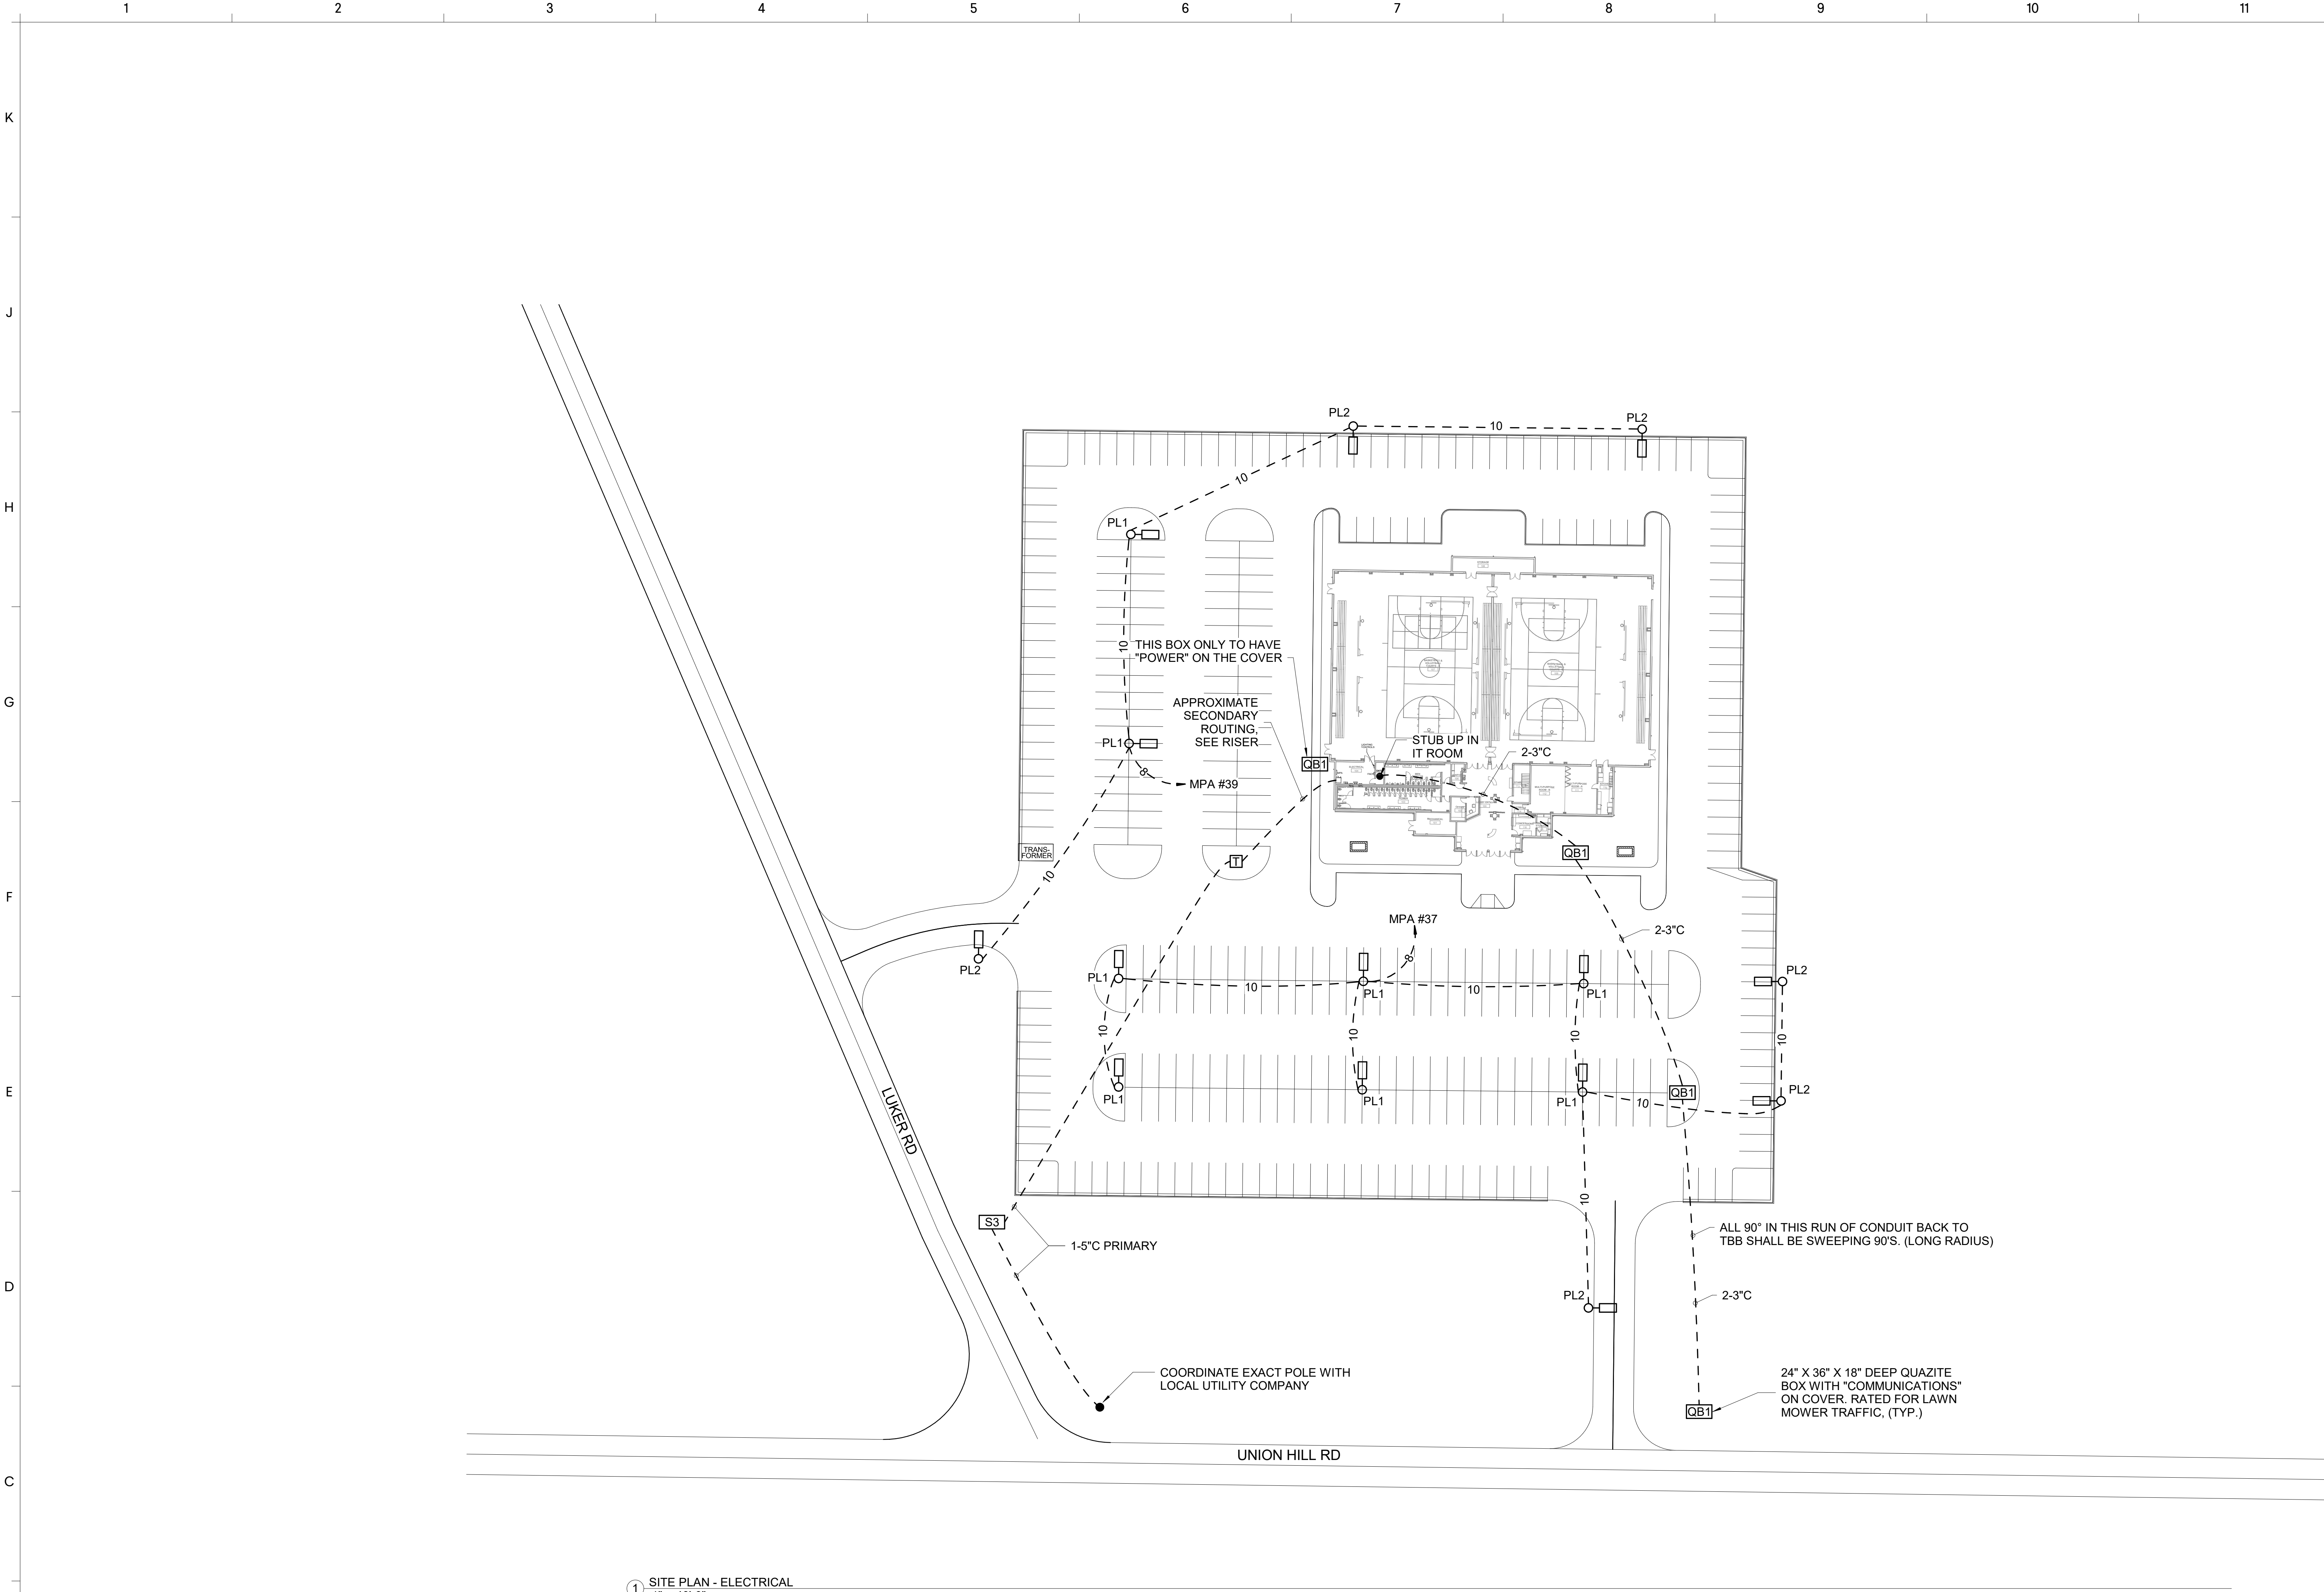 1 2 3 4 5 6 7 8 9 10 11
K
J
H
G
F
E
D
C
PL2
10
PL2
10
PL1
10
THIS BOX ONLY TO HAVE
"POWER" ON THE COVER
APPROXIMATE
SECONDARY
ROUTING,
SEE RISER
PL1
8
MPA #39
QB1
STUB UP IN
IT ROOM
2-3"C
TRANS-
FORMER
10
T
QB1
PL2
MPA #37
8
2-3"C
PL1
10
PL1
10
PL1
PL2
10
10
10
10
PL1
PL1
PL1
10
QB1
PL2
LUKER RD
10
S3
1-5"C PRIMARY
ALL 90° IN THIS RUN OF CONDUIT BACK TO
TBB SHALL BE SWEEPING 90'S. (LONG RADIUS)
PL2
2-3"C
COORDINATE EXACT POLE WITH
LOCAL UTILITY COMPANY
24" X 36" X 18" DEEP QUAZITE
BOX WITH "COMMUNICATIONS"
ON COVER. RATED FOR LAWN
MOWER TRAFFIC, (TYP.)
QB1
UNION HILL RD
1 SITE PLAN - ELECTRICAL